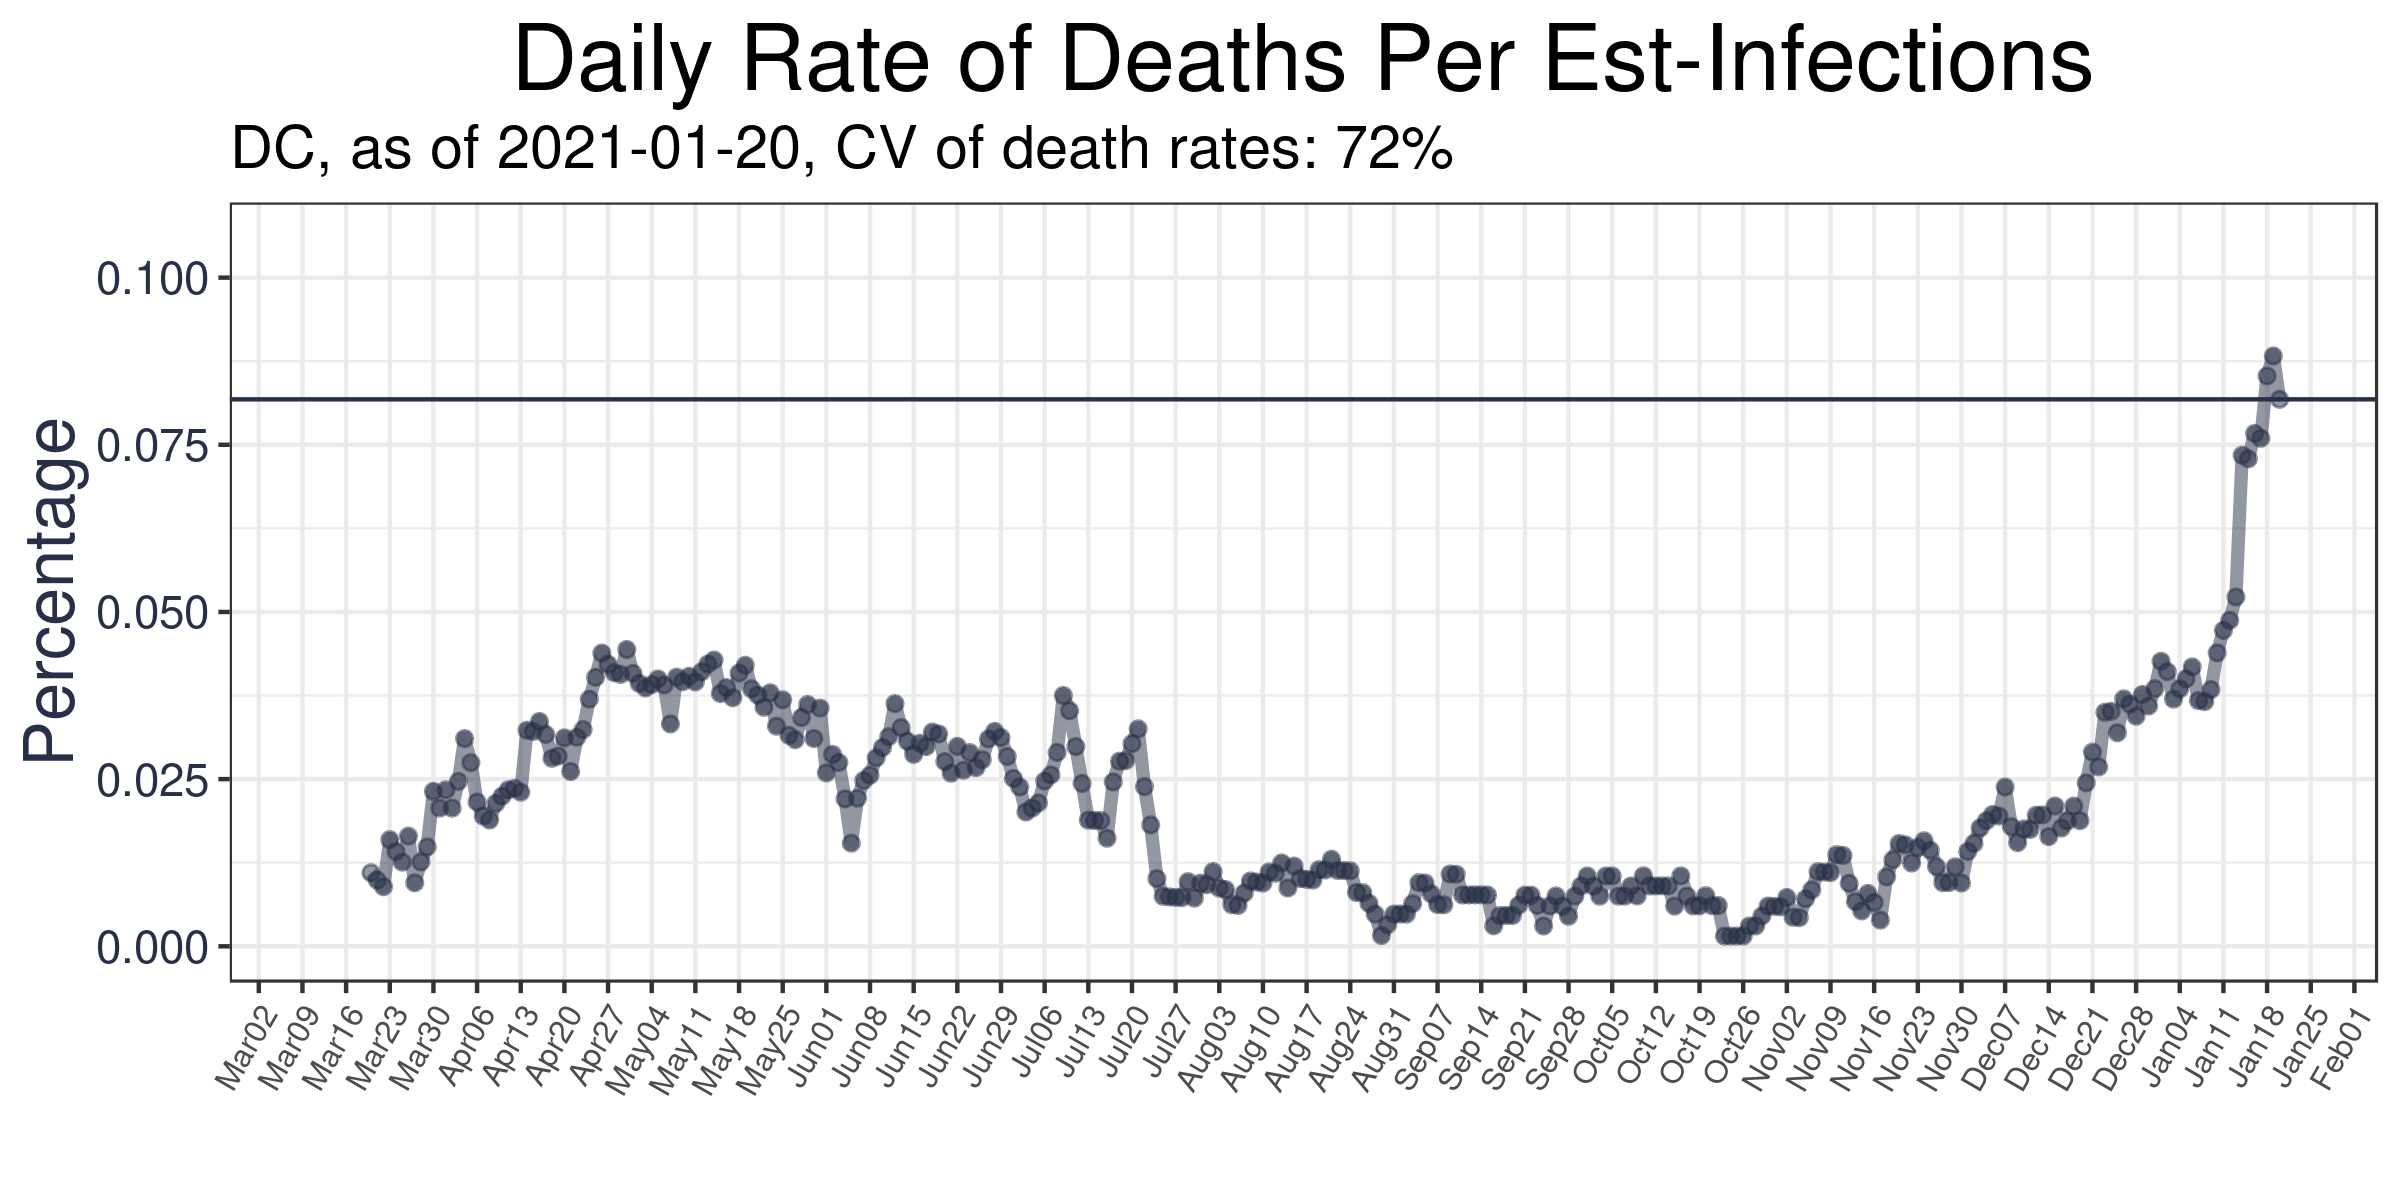 Daily Rate of Deaths Per Est-Infections
DC, as of 2021-01-20, CV of death rates: 72%
Percentage
0.100
0.075
0.050
0.025
0.000
Mar02
Mar09
Mar16
Mar23
Mar30
Apr06
Apr13
Apr20
Apr27
May04
May11
May18
May25
Jun01
Jun08
Jun15
Jun22
Jun29
Jul06
Jul13
Jul20
Jul27
Aug03
Aug10
Aug17
Aug24
Aug31
Sep07
Sep14
Sep21
Sep28
Oct05
Oct12
Oct19
Oct26
Nov02
Nov09
Nov16
Nov23
Nov30
Dec07
Dec14
Dec21
Dec28
Jan04
Jan11
Jan18
Jan25
Feb01